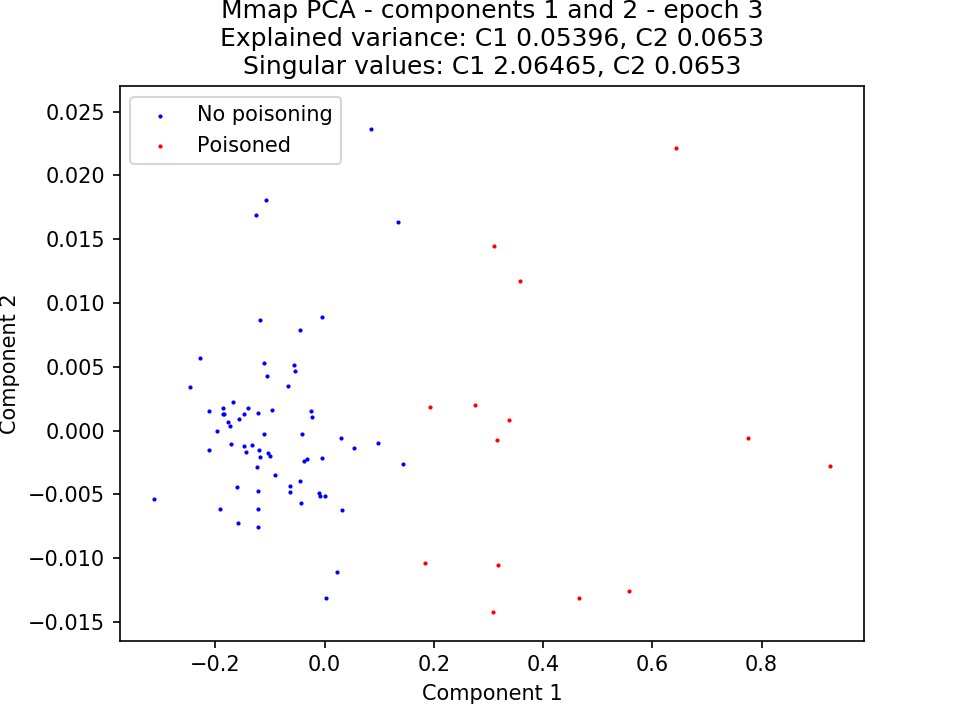 Mmap PCA - components 1 and 2 - epoch 3
Explained variance: C1 0.05396, C2 0.0653
Singular values: C1 2.06465, C2 0.0653
No poisoning
Poisoned
0.025
0.020
0.015
0.010
0.005
0.000
−0.005
−0.010
−0.015
Component 2
−0.2
0.0
0.2
0.4
0.6
0.8
Component 1